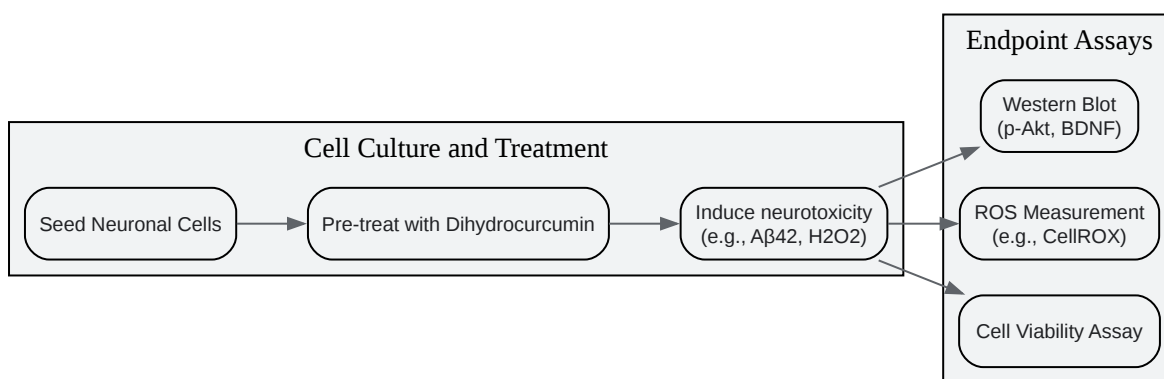 Cell Culture and Treatment
Seed Neuronal Cells
Pre-treat with Dihydrocurcumin
Induce neurotoxicity
(e.g., Aβ42, H2O2)
Endpoint Assays
Western Blot
(p-Akt, BDNF)
ROS Measurement
(e.g., CellROX)
Cell Viability Assay